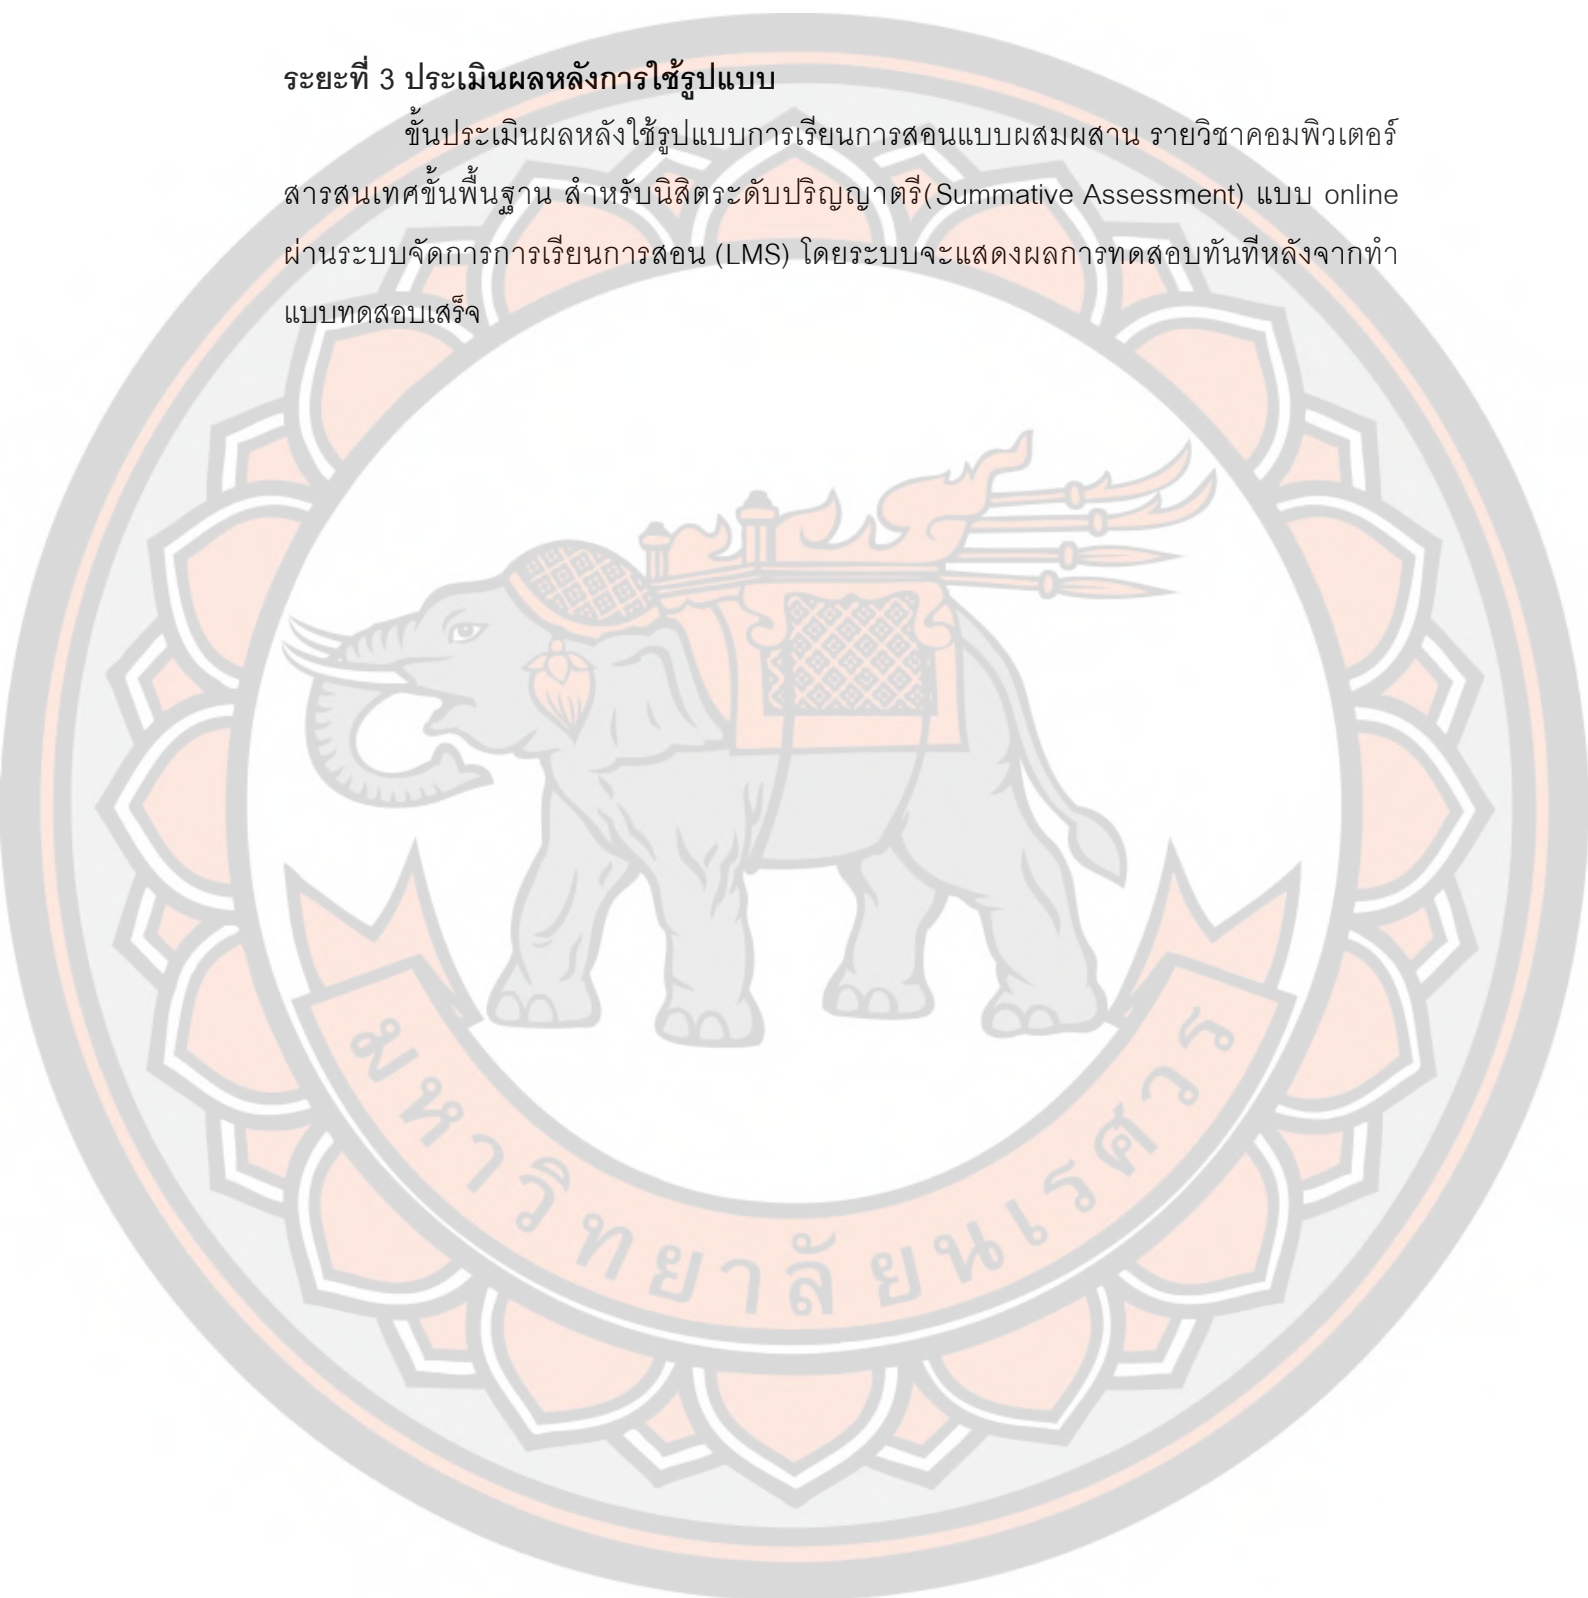 ระยะที่ 3 ประเมินผลหลังการใช้รูปแบบ
ขั้นประเมินผลหลังใช้รูปแบบการเรียนการสอนแบบผสมผสาน รายวิชาคอมพิวเตอร์
สารสนเทศขั้นพื้นฐาน สำหรับนิสิตระดับปริญญาตรี(Summative Assessment) แบบ online
ผ่านระบบจัดการการเรียนการสอน (LMS) โดยระบบจะแสดงผลการทดสอบทันทีหลังจากทำ
แบบทดสอบเสร็จ
มหาวิทยาลัยนเรศวร